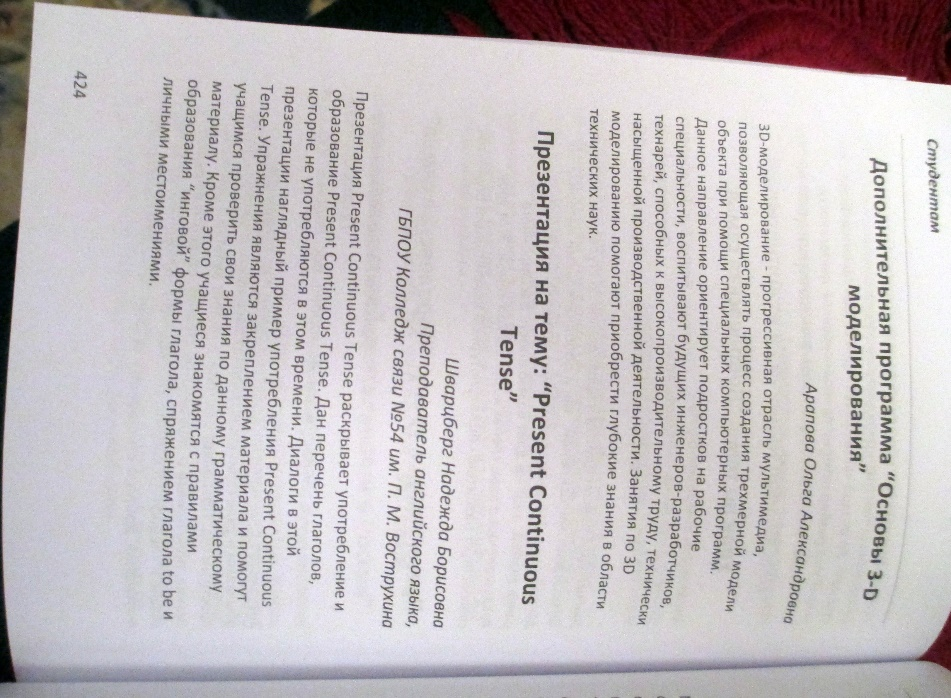 Студентам
Дополнительная программа “Основы 3-D
моделирования”
Арапова Ольга Александровна
3D-моделирование - прогрессивная отрасль мультимедиа,
позволяющая осуществлять процесс создания трехмерной модели
объекта при помощи специальных компьютерных программ.
Данное направление ориентирует подростков на рабочие
специальности, воспитывают будущих инженеров-разработчиков,
технарей, способных к высокопроизводительному труду, технически
насыщенной производственной деятельности. Занятия по 3D
моделированию помогают приобрести глубокие знания в области
технических наук.
Презентация на тему: “Present Continuous
Tense”
Шварцберг Надежда Борисовна
Преподаватель английского языка,
ГБПОУ Колледж связи №54 им. П. М. Вострухина
Презентация Present Continuous Tense раскрывает употребление и
образование Present Continuous Tense. Дан перечень глаголов,
которые не употребляются в этом времени. Диалоги в этой
презентации наглядный пример употребления Present Continuous
Tense. Упражнения являются закреплением материала и помогут
учащимся проверить свои знания по данному грамматическому
материалу. Кроме этого учащиеся знакомятся с правилами
образования “инговой” формы глагола, спряжением глагола to be и
личными местоимениями.
424